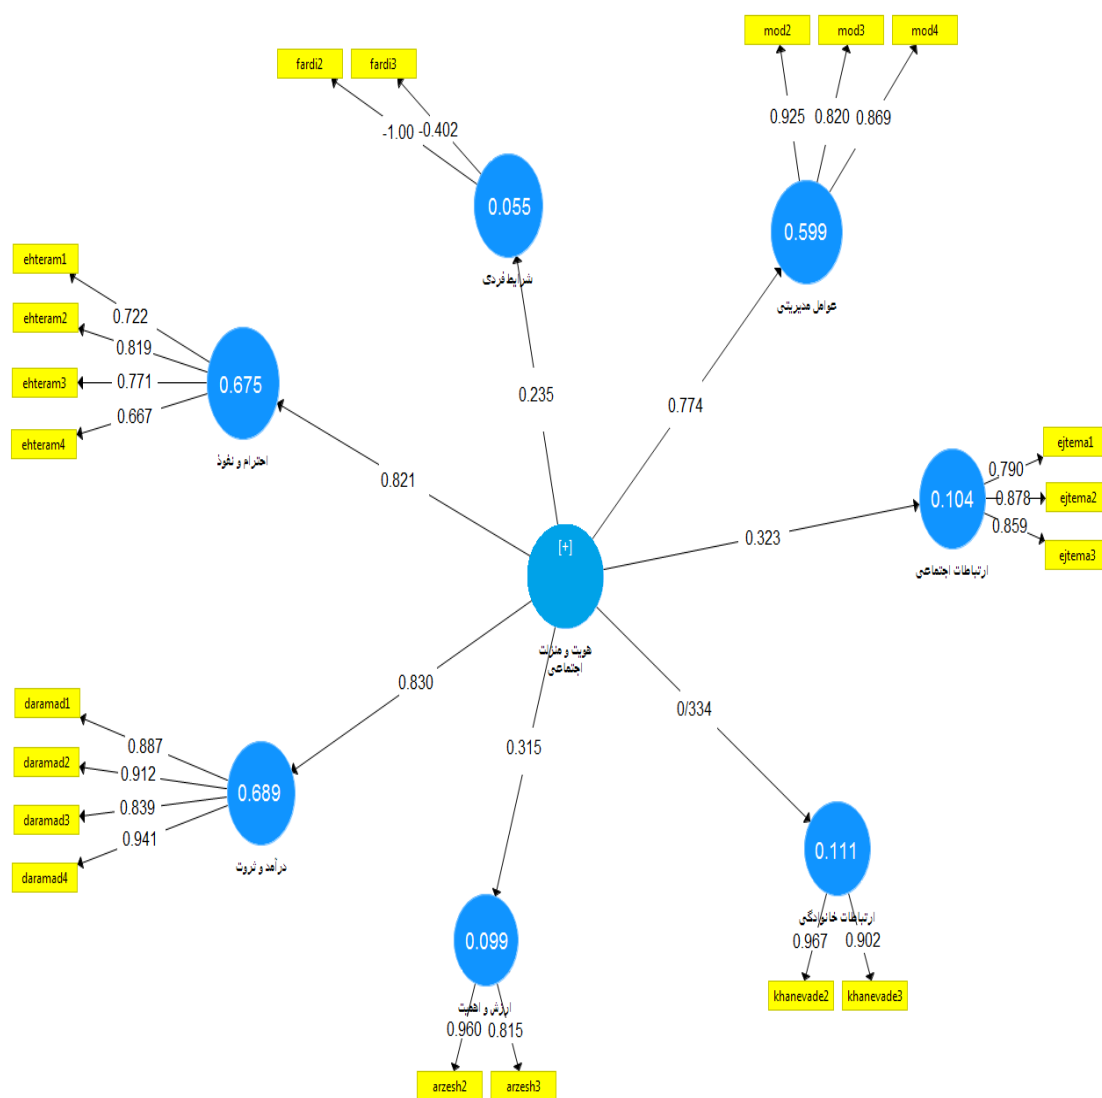 mod2 mod3 mod4
fardi2 fardi3
0.925 0.820 0.869
-1.00 -0.402
0.055
0.599
شرایط فردی
عوامل مدیریتی
ehteram1
ehteram2
ehteram3
ehteram4
0.722
0.819
0.771
0.667
0.675
احترام و نفوذ
0.235
0.774
0.821
ejtema1
ejtema2
ejtema3
0.790
0.878
0.859
0.104
ارتباطات اجتماعی
0.323
[+]
هویت و منزلت
اجتماعی
0.830
0.315
0/334
daramad1
daramad2
daramad3
daramad4
0.887
0.912
0.839
0.941
0.689
درآمد و ثروت
0.111
ارتباطات خانوادگی
0.967 0.902
khanevade2 khanevade3
0.099
ارزش و اهمیت
0.960 0.815
arzesh2 arzesh3